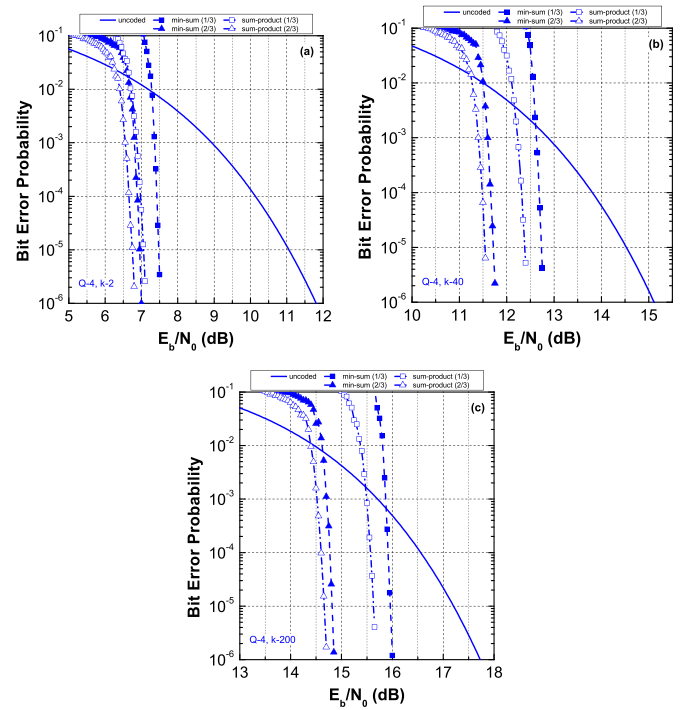 uncoded min-sum (1/3) sum-product (1/3)
min-sum (2/3) sum-product (2/3)
(a)
10^-1
10^-2
10^-3
10^-4
10^-5
10^-6
Bit Error Probability
Q-4, k-2
5 6 7 8 9 10 11 12
E_b/N_0 (dB)
uncoded min-sum (1/3) sum-product (1/3)
min-sum (2/3) sum-product (2/3)
(b)
10^-1
10^-2
10^-3
10^-4
10^-5
10^-6
Bit Error Probability
Q-4, k-40
10 11 12 13 14 15
E_b/N_0 (dB)
uncoded min-sum (1/3) sum-product (1/3)
min-sum (2/3) sum-product (2/3)
(c)
10^-1
10^-2
10^-3
10^-4
10^-5
10^-6
Bit Error Probability
Q-4, k-200
13 14 15 16 17 18
E_b/N_0 (dB)